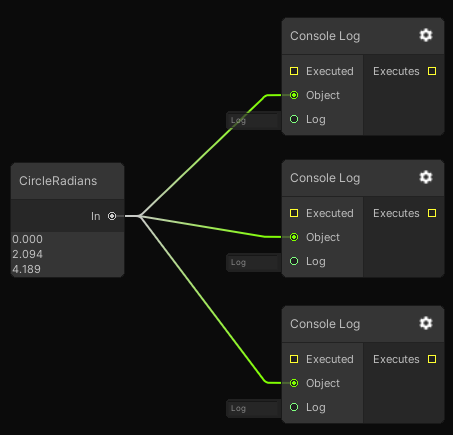 Console Log
Executed Executes
Object
Log
Log
CircleRadians
In
0.000
2.094
4.189
Console Log
Executed Executes
Object
Log
Log
Console Log
Executed Executes
Object
Log
Log